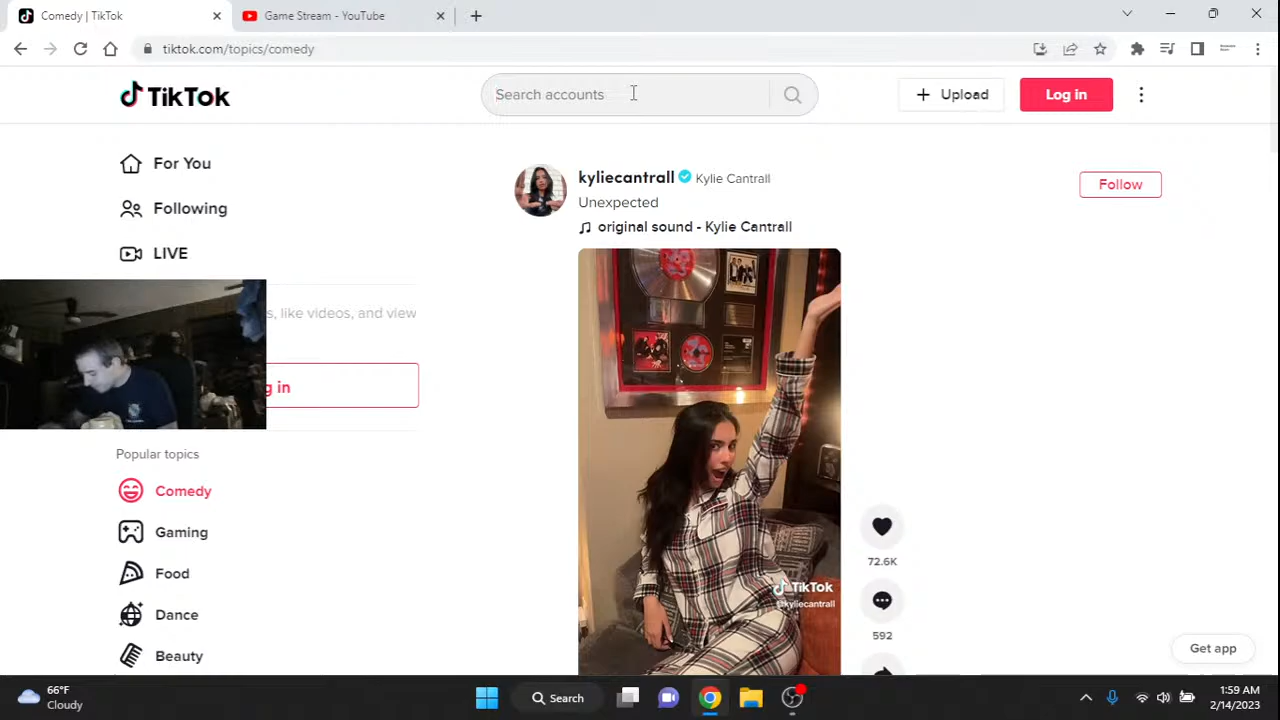 Comedy | TikTok
Game Stream - YouTube
tiktok.com/topics/comedy
TikTok
Search accounts
Upload
Log in
For You
Following
LIVE
s, like videos, and view
g in
Popular topics
Comedy
Gaming
Food
Dance
Beauty
kyliecantrall Kylie Cantrall
Follow
Unexpected
original sound - Kylie Cantrall
TikTok
@kyliecantrall
72.6K
592
Get app
66°F
Cloudy
Search
1:59 AM
2/14/2023